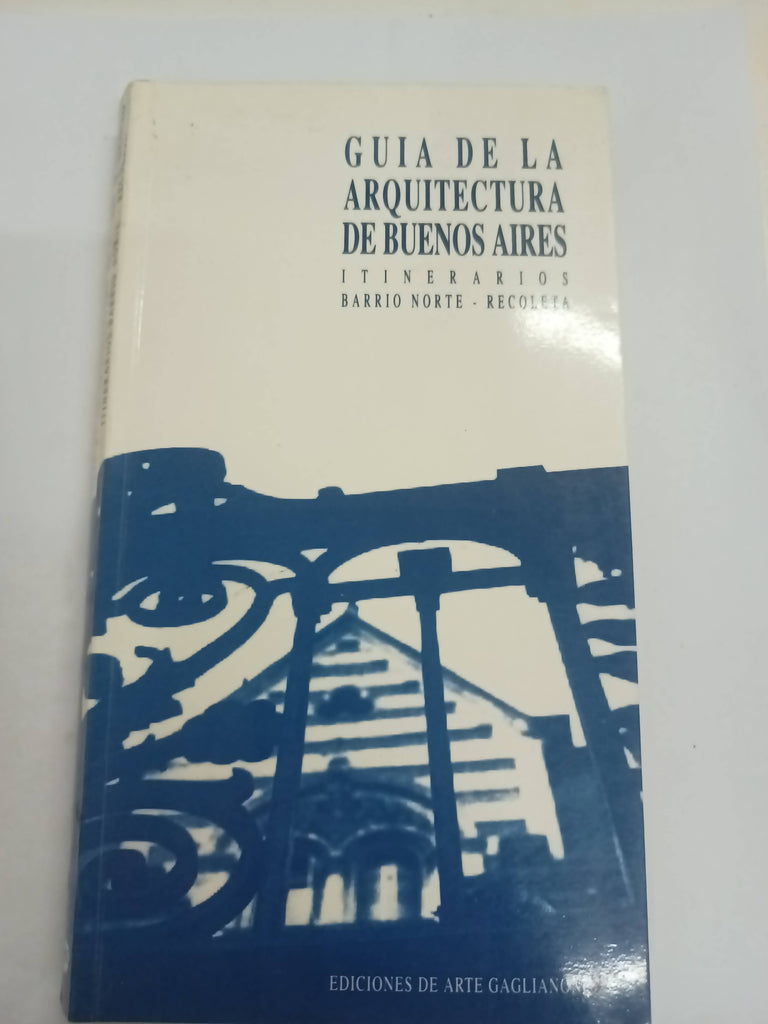 GUIA DE LA
ARQUITECTURA
DE BUENOS AIRES
ITINERARIOS
BARRIO NORTE - RECOLETA
EDICIONES DE ARTE GAGLIANONE